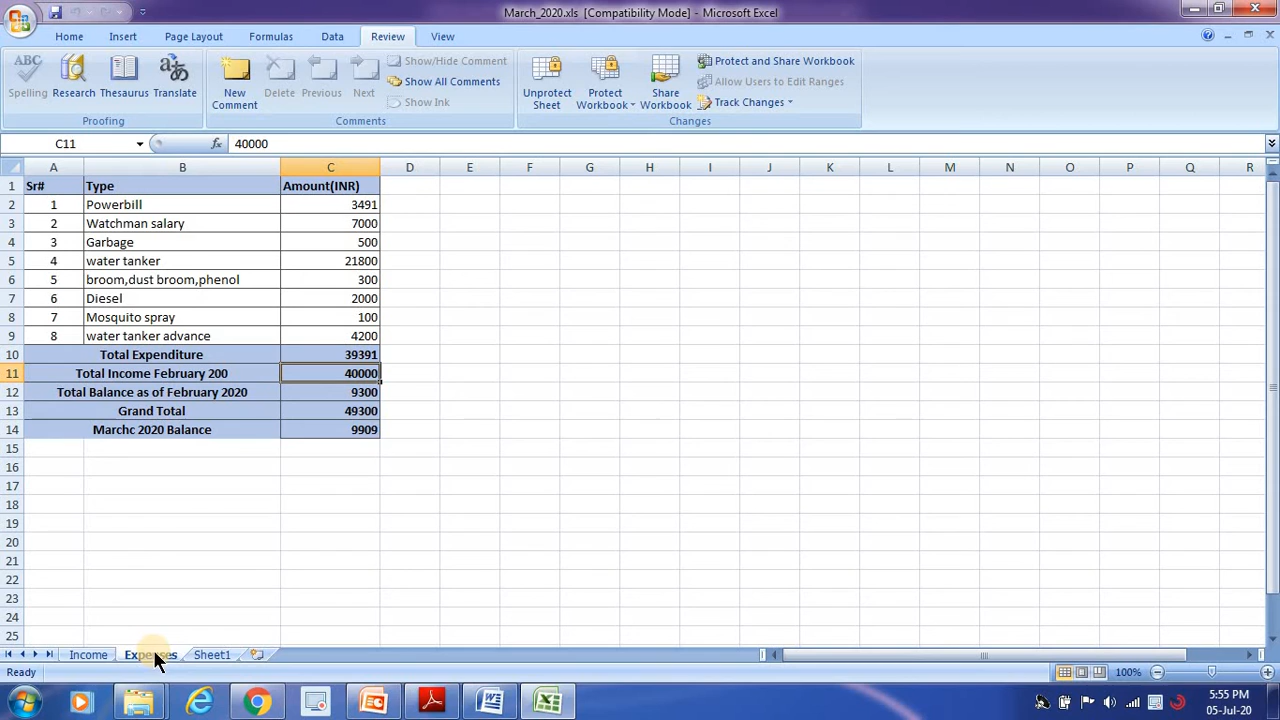 March_2020.xls [Compatibility Mode] - Microsoft Excel
Home Insert Page Layout Formulas Data Review View
ABC Spelling Research Thesaurus Translate
Proofing
New Comment Delete Previous Next
Show/Hide Comment
Show All Comments
Show Ink
Comments
Unprotect Sheet Protect Workbook Share Workbook
Protect and Share Workbook
Allow Users to Edit Ranges
Track Changes
Changes
C11 fx 40000
A B C D E F G H I J K L M N O P Q R
1 Sr# Type Amount(INR)
2 1 Powerbill 3491
3 2 Watchman salary 7000
4 3 Garbage 500
5 4 water tanker 21800
6 5 broom,dust broom,phenol 300
7 6 Diesel 2000
8 7 Mosquito spray 100
9 8 water tanker advance 4200
10 Total Expenditure 39391
11 Total Income February 200 40000
12 Total Balance as of February 2020 9300
13 Grand Total 49300
14 Marchc 2020 Balance 9909
15
16
17
18
19
20
21
22
23
24
25
Income Expenses Sheet1
Ready 100%
5:55 PM
05-Jul-20